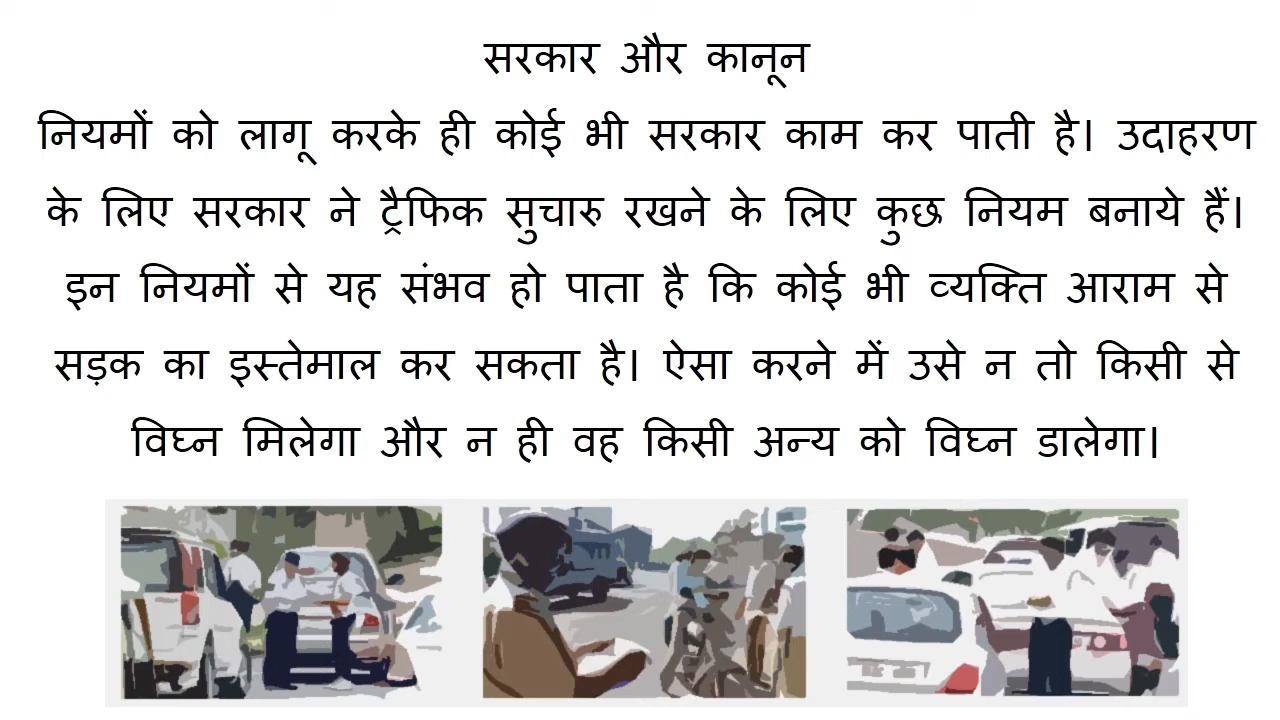 सरकार और कानून
नियमों को लागू करके ही कोई भी सरकार काम कर पाती है। उदाहरण
के लिए सरकार ने ट्रैफिक सुचारु रखने के लिए कुछ नियम बनाये हैं।
इन नियमों से यह संभव हो पाता है कि कोई भी व्यक्ति आराम से
सड़क का इस्तेमाल कर सकता है। ऐसा करने में उसे न तो किसी से
विघ्न मिलेगा और न ही वह किसी अन्य को विघ्न डालेगा।